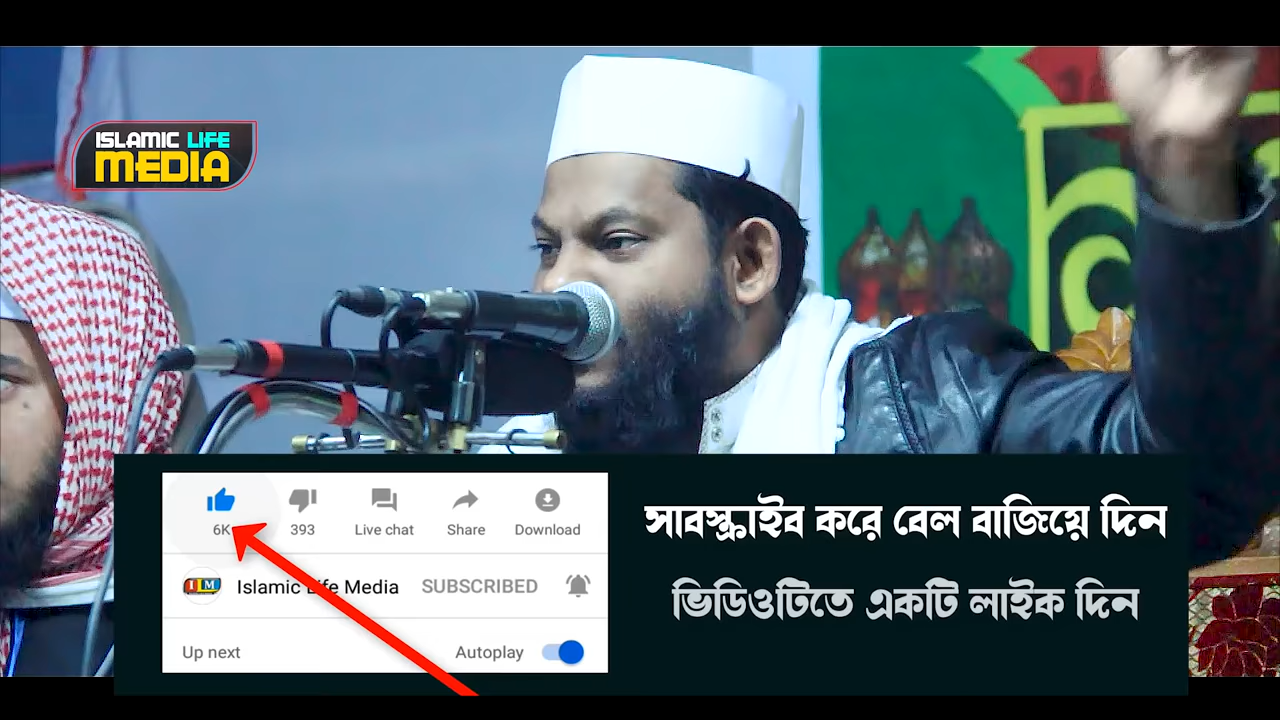 ISLAMIC LIFE
MEDIA
6K
393
Live chat
Share
Download
ILM
Islamic Life Media
SUBSCRIBED
Up next
Autoplay
সাবস্ক্রাইব করে বেল বাজিয়ে দিন
ভিডিওটিতে একটি লাইক দিন